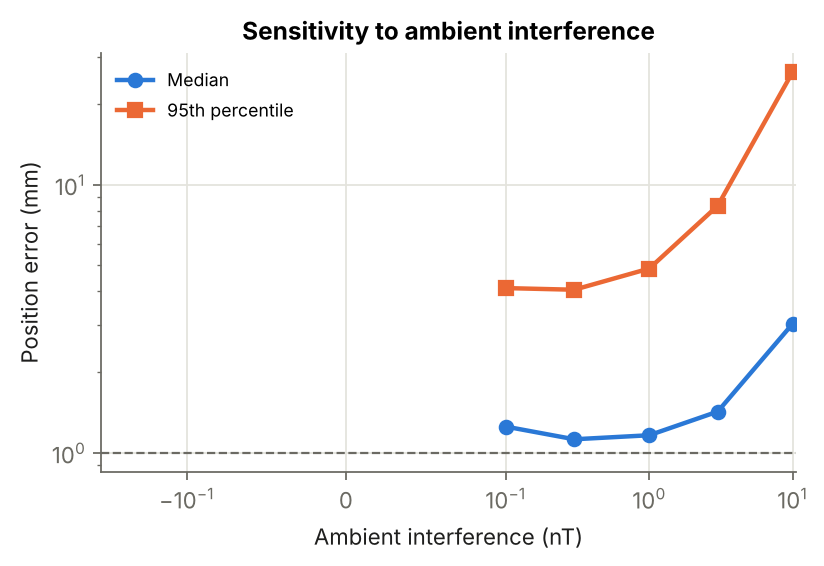 Sensitivity to ambient interference
Median
95th percentile
Position error (mm)
10¹
10⁰
−10⁻¹
0
10⁻¹
10⁰
10¹
Ambient interference (nT)